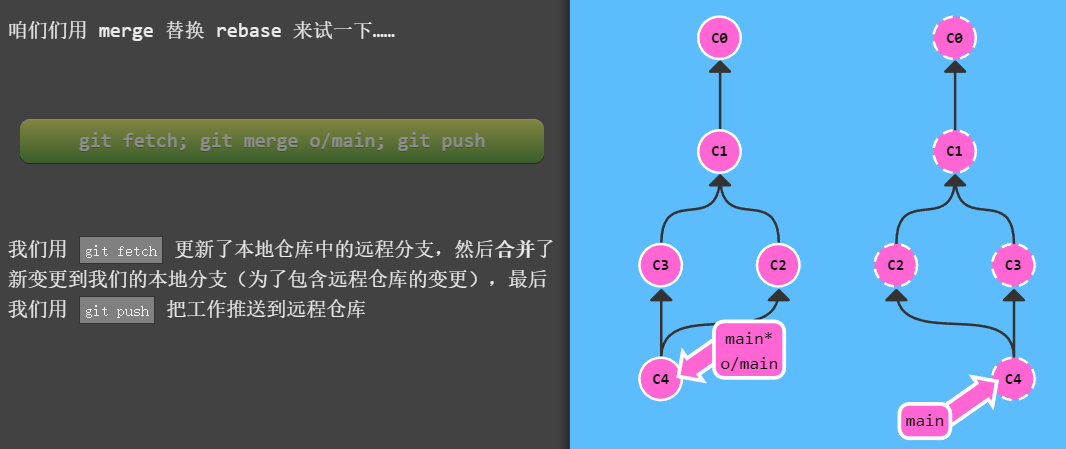 咱们们用 merge 替换 rebase 来试一下……
git fetch; git merge o/main; git push
我们用 git fetch 更新了本地仓库中的远程分支，然后合并了
新变更到我们的本地分支（为了包含远程仓库的变更），最后
我们用 git push 把工作推送到远程仓库
C0
C1
C3
C2
main*
o/main
C4
C0
C1
C2
C3
C4
main